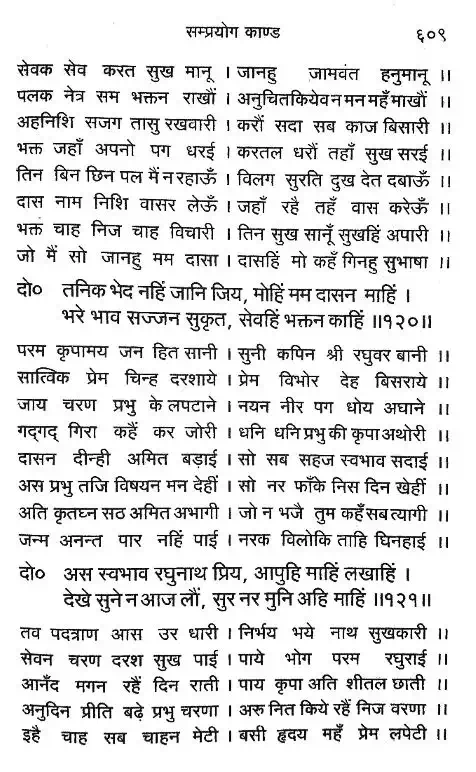 सम्प्रयोग काण्ड ६०९
सेवक सेव करत सुख मानू । जानहु जामवंत हनुमानू ।।
पलक नेत्र सम भक्तन राखौं । अनुचितकियेवन मन महँ माखौं ।।
अहनिशि सजग तासु रखवारी । करौं सदा सब काज बिसारी ।।
भक्त जहाँ अपनो पग धरई । करतल धरौं तहाँ सुख सरई ।।
तिन बिन छिन पल मैं न रहाऊँ । विलग सुरति दुख देत दबाऊँ ।।
दास नाम निशि वासर लेऊँ । जहाँ रहै तहँ वास करेऊँ ।।
भक्त चाह निज चाह विचारी । तिन सुख सानूँ सुखहिं अपारी ।।
जो मैं सो जानहु मम दासा । दासहिं मो कहँ गिनहु सुभाषा ।।
दो० तनिक भेद नहिं जानि जिय, मोहिं मम दासन माहिं ।
भरे भाव सज्जन सुकृत, सेवहिं भक्तन काहिं ।।१२०।।
परम कृपामय जन हित सानी । सुनी कपिन श्री रघुवर बानी ।।
सात्विक प्रेम चिन्ह दरशाये । प्रेम विभोर देह बिसराये ।।
जाय चरण प्रभु के लपटाने । नयन नीर पग धोय अघाने ।।
गद्गद् गिरा कहैं कर जोरी । धनि धनि प्रभु की कृपा अथोरी ।।
दासन दीन्ही अमित बड़ाई । सो सब सहज स्वभाव सदाई ।।
अस प्रभु तजि विषयन मन देहीं । सो नर फाँके निस दिन खेहीं ।।
अति कृतघ्न सठ अमित अभागी । जो न भजै तुम कहँ सब त्यागी ।।
जन्म अनन्त पार नहिं पाई । नरक विलोकि ताहि घिनहाई ।।
दो० अस स्वभाव रघुनाथ प्रिय, आपुहि माहिं लखाहिं ।
देखे सुने न आज लौं, सुर नर मुनि अहि माहिं ।।१२१।।
तव पदत्राण आस उर धारी । निर्भय भये नाथ सुखकारी ।।
सेवन चरण दरश सुख पाई । पाये भोग परम रघुराई ।।
आनँद मगन रहैं दिन राती । पाय कृपा अति शीतल छाती ।।
अनुदिन प्रीति बढ़े प्रभु चरणा । अरु नित किये रहैं निज वरणा ।।
इहै चाह सब चाहन मेटी । बसी हृदय महँ प्रेम लपेटी ।।